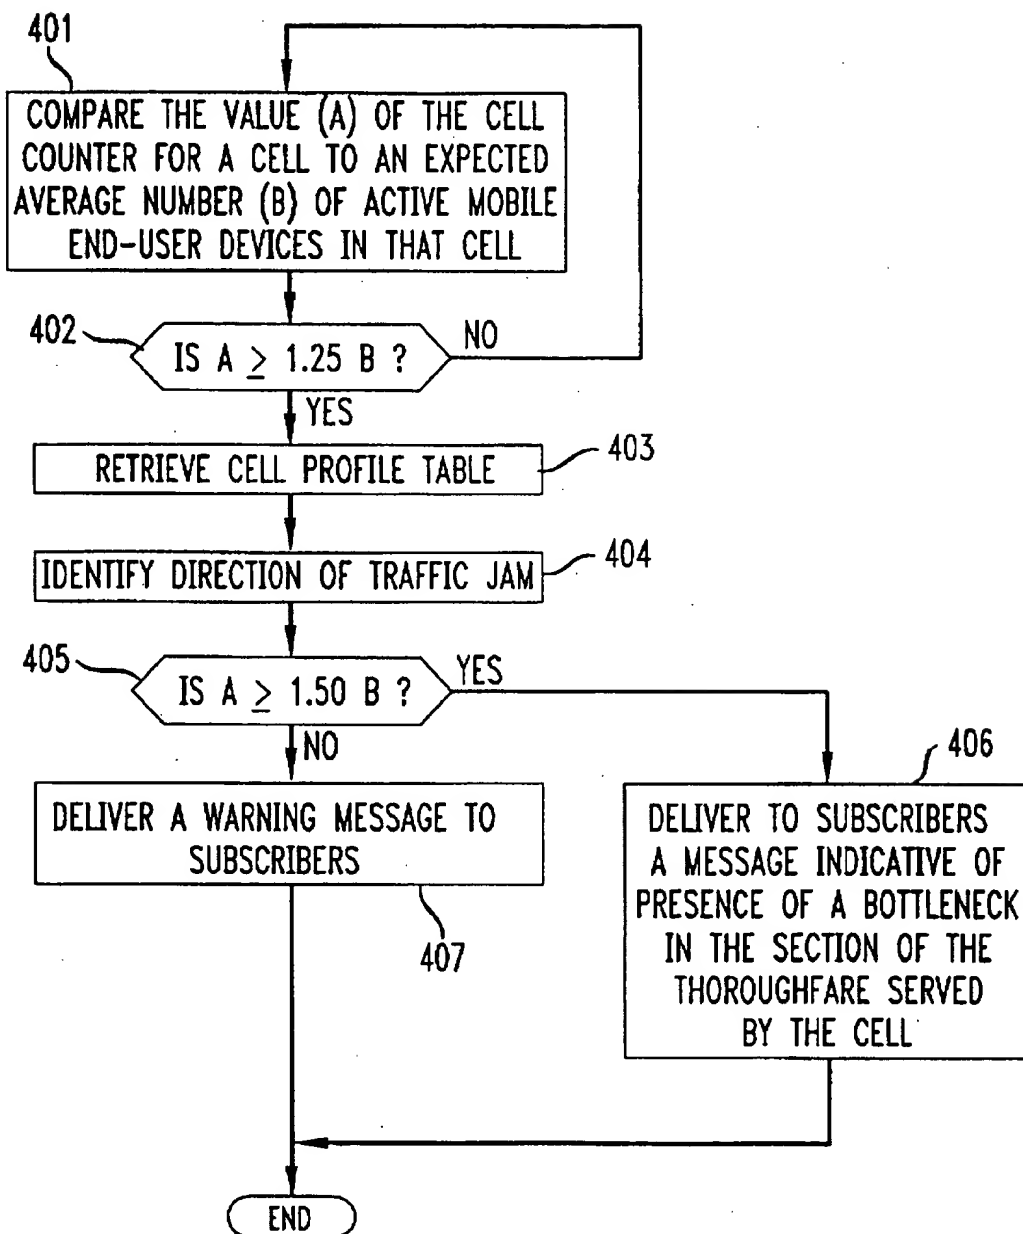 401
COMPARE THE VALUE (A) OF THE CELL
COUNTER FOR A CELL TO AN EXPECTED
AVERAGE NUMBER (B) OF ACTIVE MOBILE
END-USER DEVICES IN THAT CELL
402
IS A ≥ 1.25 B ?
NO
YES
RETRIEVE CELL PROFILE TABLE
403
IDENTIFY DIRECTION OF TRAFFIC JAM
404
405
IS A ≥ 1.50 B ?
YES
NO
406
DELIVER A WARNING MESSAGE TO
SUBSCRIBERS
407
DELIVER TO SUBSCRIBERS
A MESSAGE INDICATIVE OF
PRESENCE OF A BOTTLENECK
IN THE SECTION OF THE
THOROUGHFARE SERVED
BY THE CELL
END